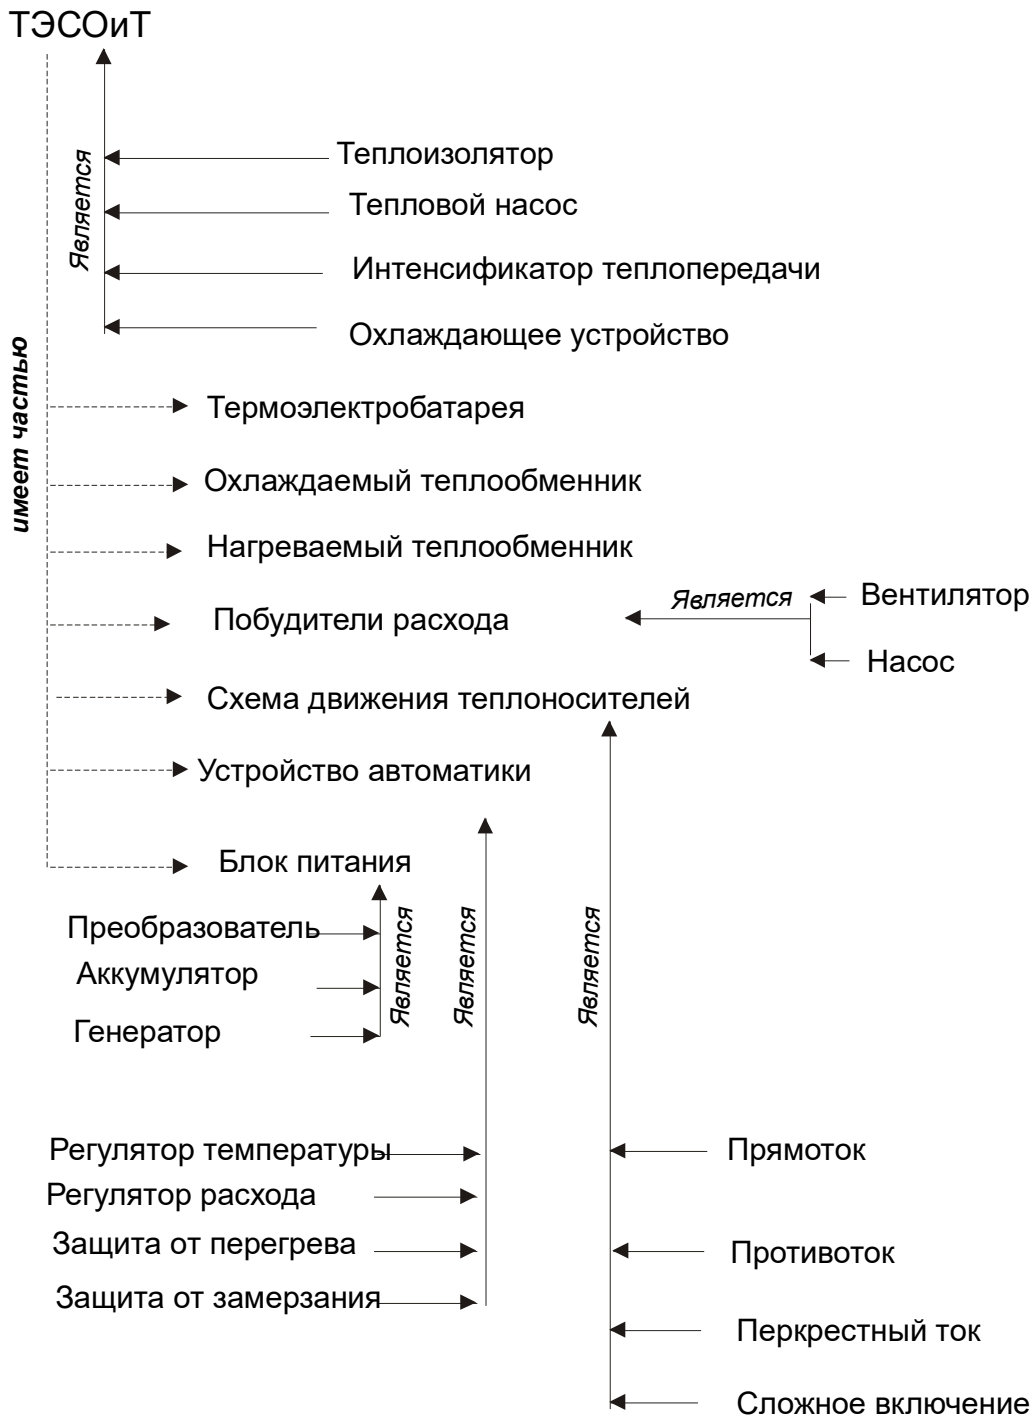 ТЭСОиТ
Является
Теплоизолятор
Тепловой насос
Интенсификатор теплопередачи
Охлаждающее устройство
имеет частью
Термоэлектробатарея
Охлаждаемый теплообменник
Нагреваемый теплообменник
Побудители расхода
Является
Вентилятор
Насос
Схема движения теплоносителей
Устройство автоматики
Блок питания
Преобразователь
Аккумулятор
Генератор
Является
Является
Является
Регулятор температуры
Регулятор расхода
Защита от перегрева
Защита от замерзания
Прямоток
Противоток
Перкрестный ток
Сложное включение